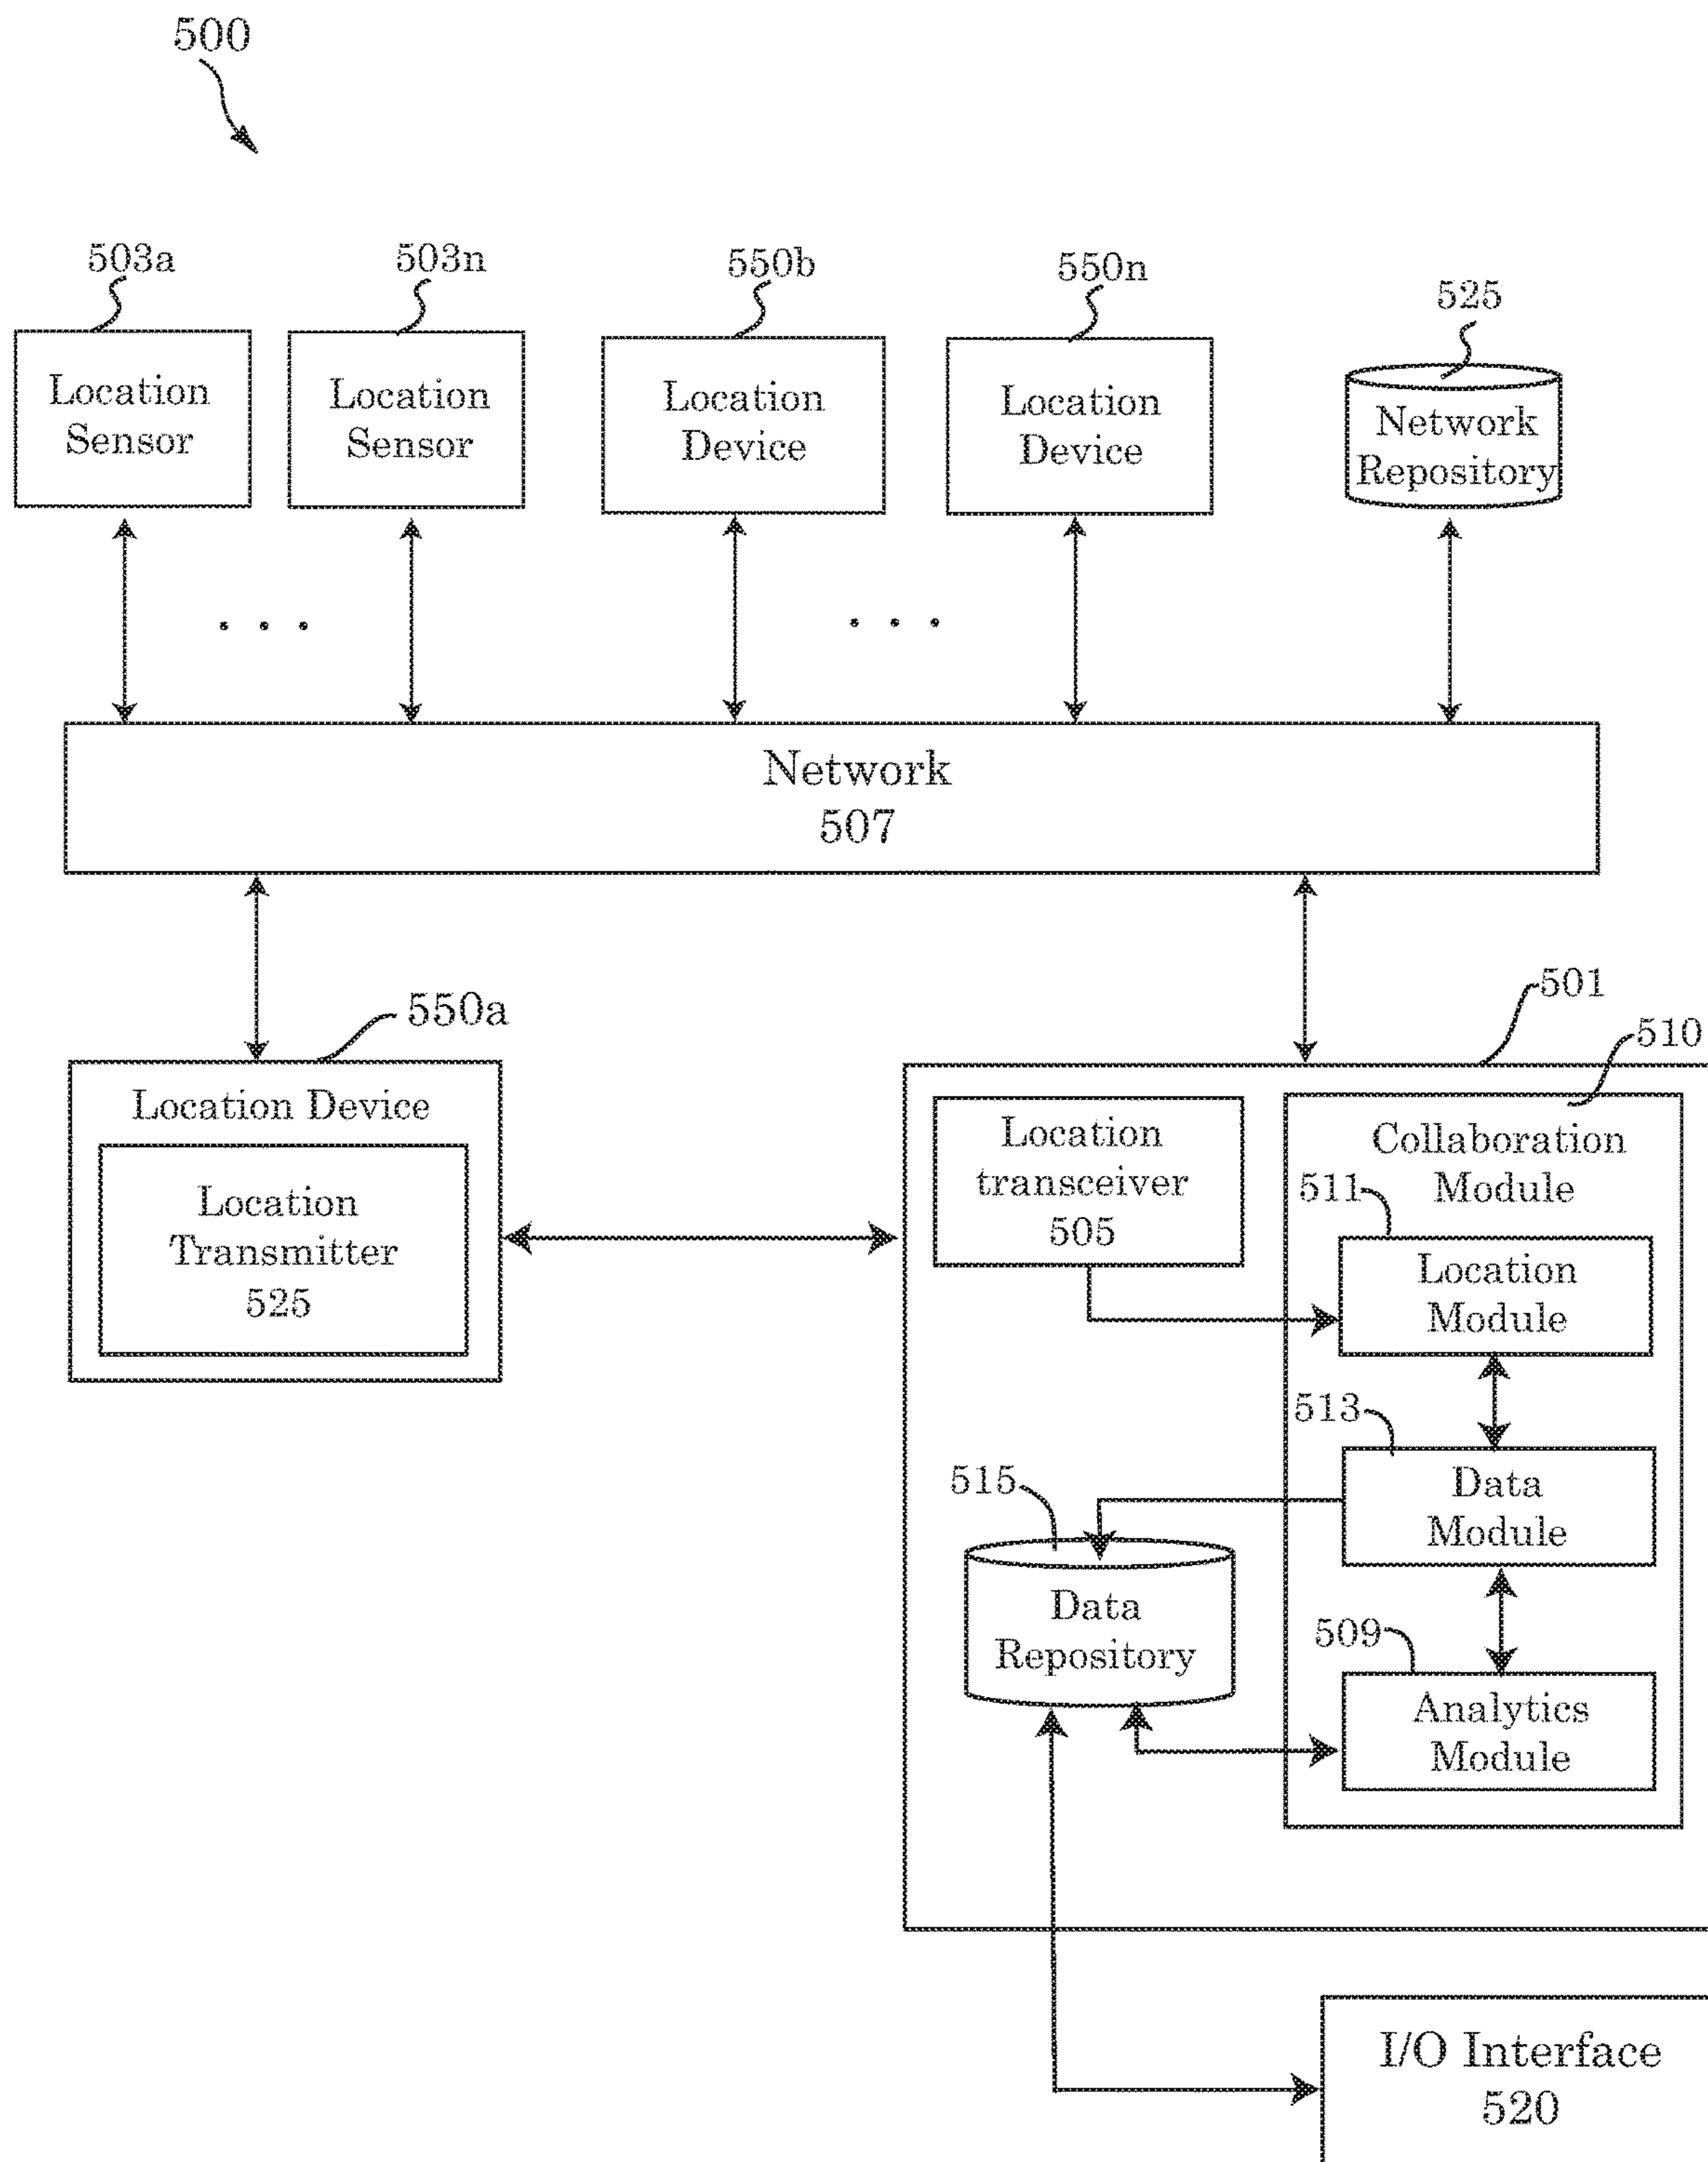 500
503a
503n
550b
550n
525
Location
Sensor
Location
Sensor
Location
Device
Location
Device
Network
Repository
. . .
. . .
Network
507
550a
501
510
Location Device
Location
Transmitter
525
Location
transceiver
505
Collaboration
Module
511
Location
Module
513
Data
Module
515
Data
Repository
509
Analytics
Module
I/O Interface
520